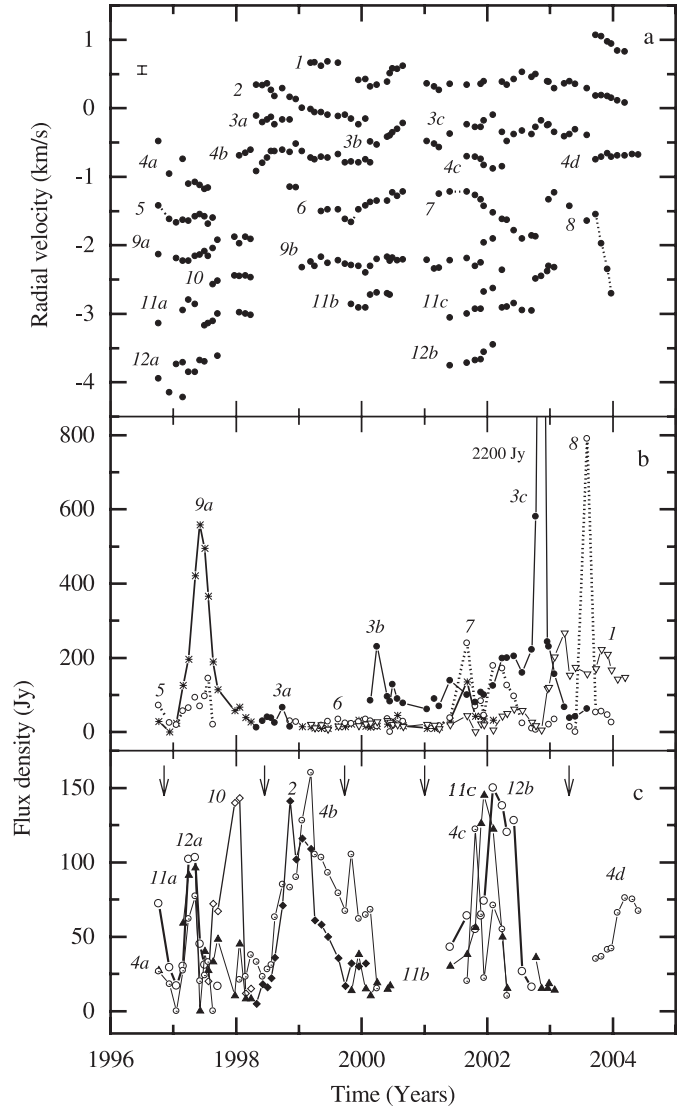 a
1
1
2
0
3a
3b
3c
4b
4c
4d
4a
-1
5
6
7
8
-2
9a
9b
10
-3
11a
11b
11c
12a
12b
-4
Radial velocity (km/s)
b
800
2200 Jy
8
3c
600
9a
400
3b
7
1
200
5
3a
6
0
Flux density (Jy)
c
150
10
2
4b
11c
12b
12a
4c
100
11a
4d
50
4a
11b
0
1996 1998 2000 2002 2004
Time (Years)